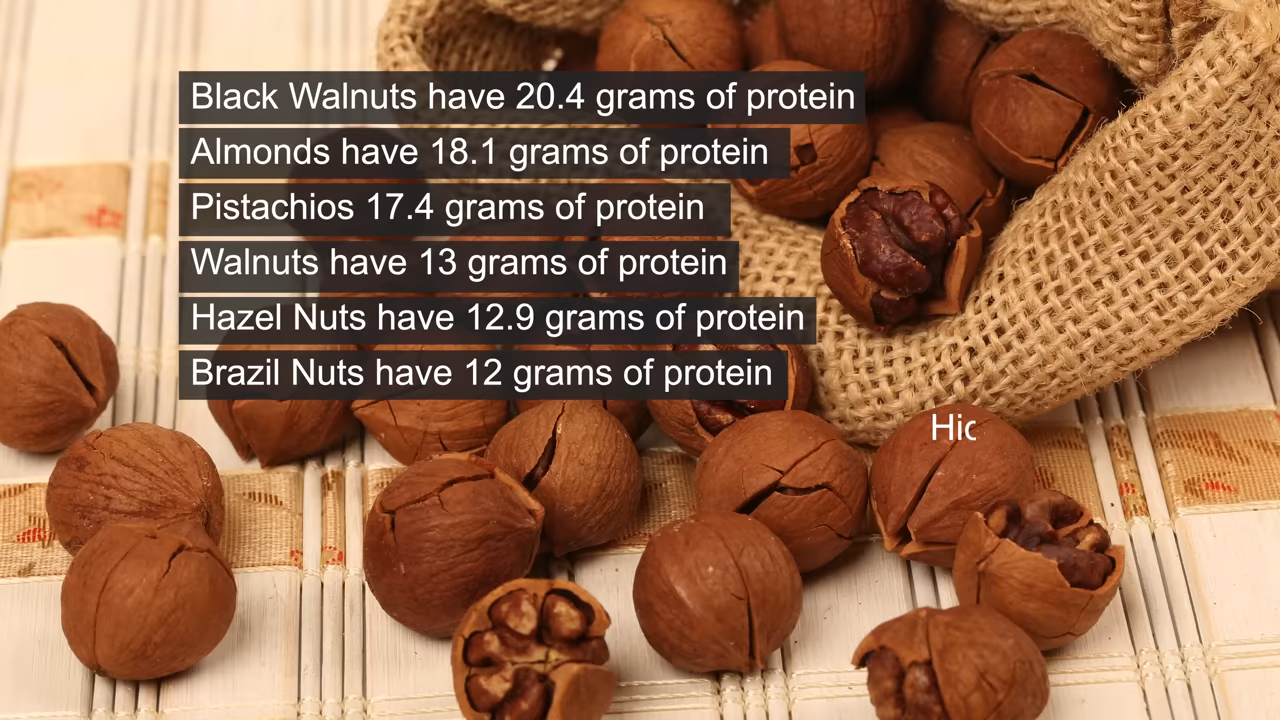 Black Walnuts have 20.4 grams of protein
Almonds have 18.1 grams of protein
Pistachios 17.4 grams of protein
Walnuts have 13 grams of protein
Hazel Nuts have 12.9 grams of protein
Brazil Nuts have 12 grams of protein
Hic